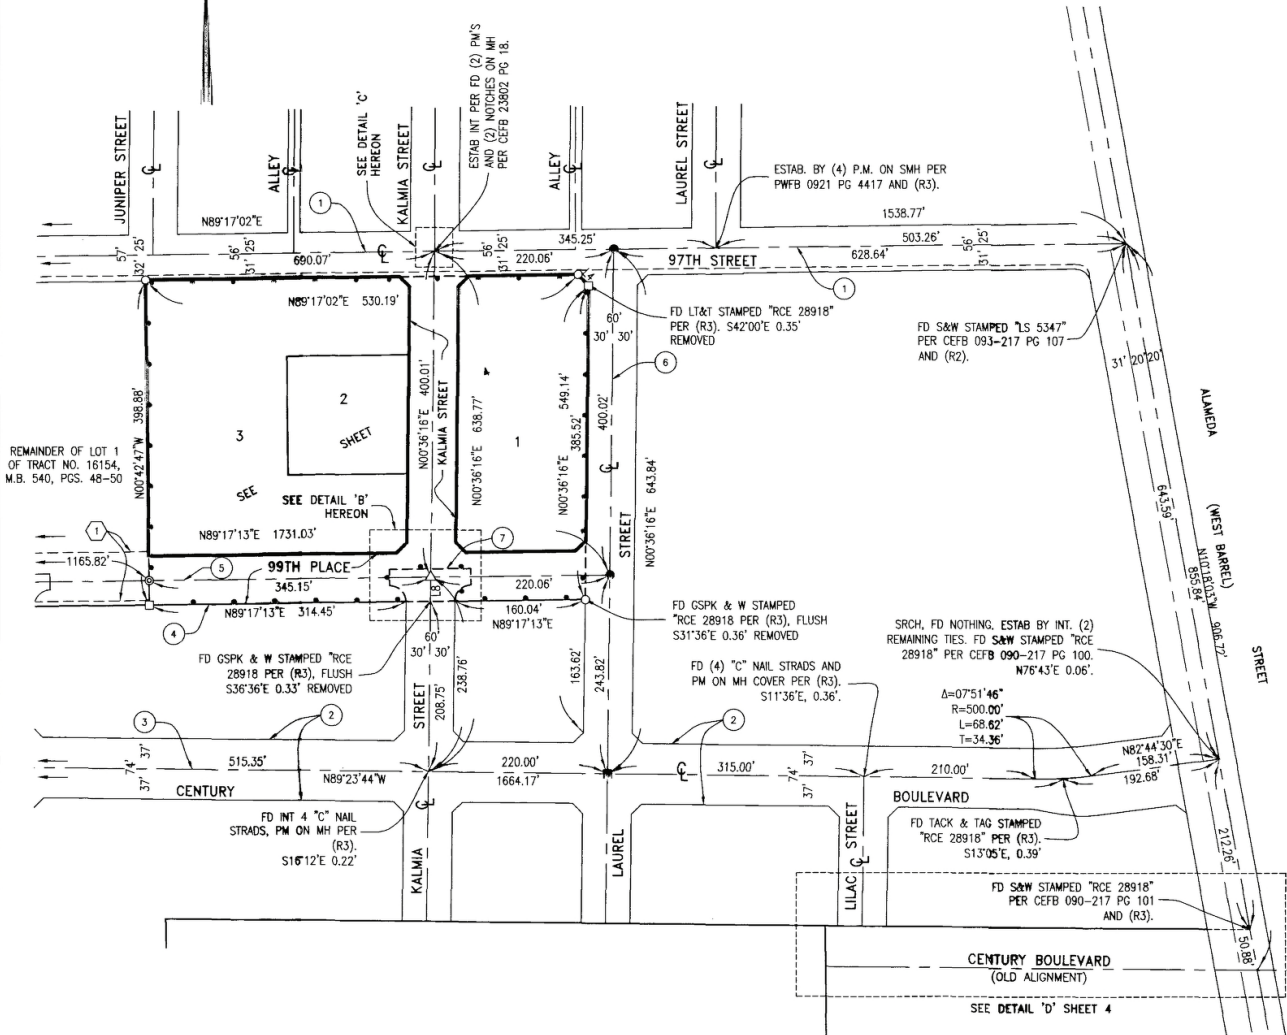 JUNIPER STREET
ALLEY
SEE DETAIL 'C'
HEREON
KALMIA STREET
ESTAB INT PER FD (2) PM'S
AND (2) NOTCHES ON MH
PER CEFB 23802 PG 18.
ALLEY
LAUREL STREET
ESTAB. BY (4) P.M. ON SMH PER
PWFB 0921 PG 4417 AND (R3).
1538.77'
N89°17'02"E
1
57'
32'
25'
56'
31'
25'
690.07'
56'
31'
25'
345.25'
220.06'
97TH STREET
503.26'
628.64'
56'
31'
25'
1
N89°17'02"E 530.19'
60'
30' 30'
FD LT&T STAMPED "RCE 28918"
PER (R3). S42°00'E 0.35'
REMOVED
FD S&W STAMPED "LS 5347"
PER CEFB 093-217 PG 107
AND (R2).
31' 20'20'
6
2
SHEET
3
SEE
1
N00°42'47"W 398.88'
N00°36'16"E 400.01'
KALMIA STREET
N00°36'16"E 638.77'
N00°36'16"E 385.52' 549.14'
400.02'
STREET
N00°36'16"E 643.84'
REMAINDER OF LOT 1
OF TRACT NO. 16154,
M.B. 540, PGS. 48-50
SEE DETAIL 'B'
HEREON
ALAMEDA
(WEST BARREL)
STREET
643.59'
N10°18'03"W
855.84'
906.72'
1
N89°17'13"E 1731.03'
7
1165.82'
5
99TH PLACE
345.15'
L8
220.06'
N89°17'13"E 314.45'
160.04'
N89°17'13"E
4
60'
30' 30'
FD GSPK & W STAMPED
"RCE 28918 PER (R3), FLUSH
S31°36'E 0.36' REMOVED
FD GSPK & W STAMPED "RCE
28918 PER (R3), FLUSH
S36°36'E 0.33' REMOVED
SRCH, FD NOTHING. ESTAB BY INT. (2)
REMAINING TIES. FD S&W STAMPED "RCE
28918" PER CEFB 090-217 PG 100.
N76°43'E 0.06'.
FD (4) "C" NAIL STRADS AND
PM ON MH COVER PER (R3).
S11°36'E, 0.36'.
Δ=07°51'46"
R=500.00'
L=68.62'
T=34.36'
STREET
208.75'
238.76'
163.62'
243.82'
3
2
2
74'
37'
37'
515.35'
N89°23'44"W
220.00'
1664.17'
315.00'
74'
37'
37'
210.00'
N82°44'30"E
158.31'
192.68'
CENTURY
BOULEVARD
FD INT 4 "C" NAIL
STRADS, PM ON MH PER
(R3).
S16°12'E 0.22'
KALMIA
LAUREL
LILAC STREET
FD TACK & TAG STAMPED
"RCE 28918" PER (R3).
S13°05'E, 0.39'
212.26'
FD S&W STAMPED "RCE 28918"
PER CEFB 090-217 PG 101
AND (R3).
50.88'
CENTURY BOULEVARD
(OLD ALIGNMENT)
SEE DETAIL 'D' SHEET 4